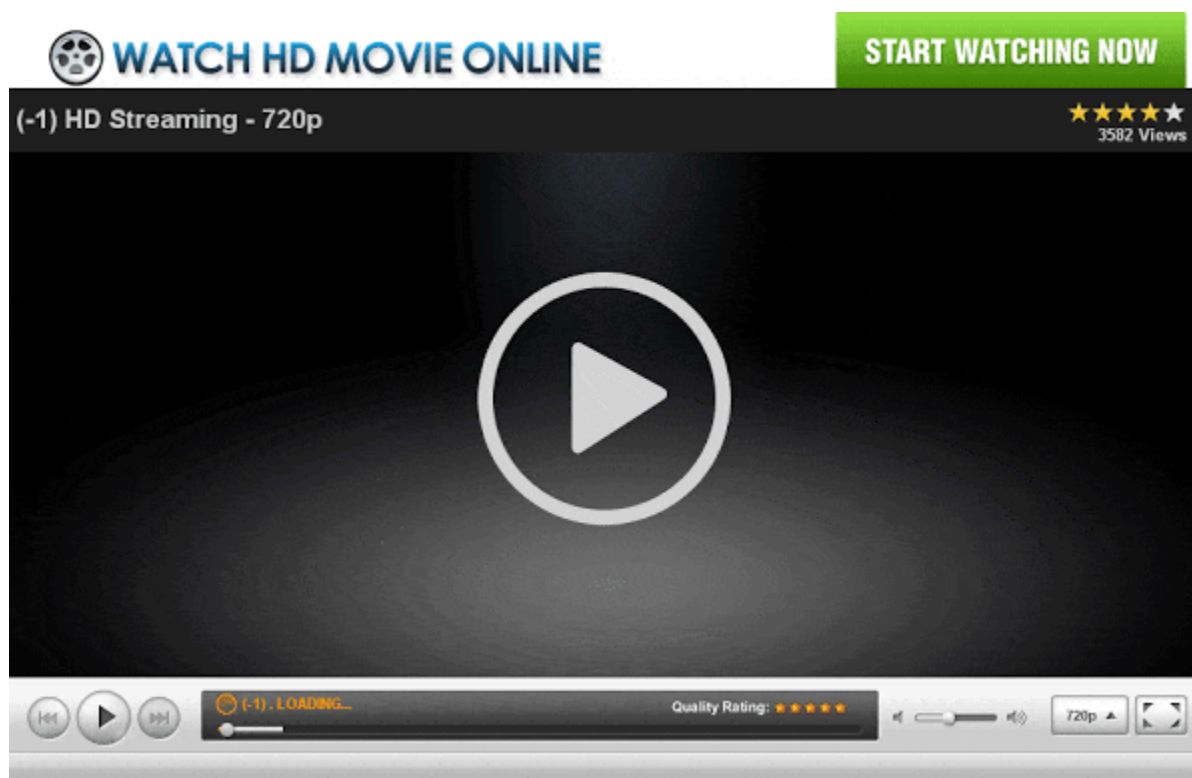 WATCH HD MOVIE ONLINE
START WATCHING NOW
(-1) HD Streaming - 720p
3582 Views
(-1) . LOADING...
Quality Rating:
720p